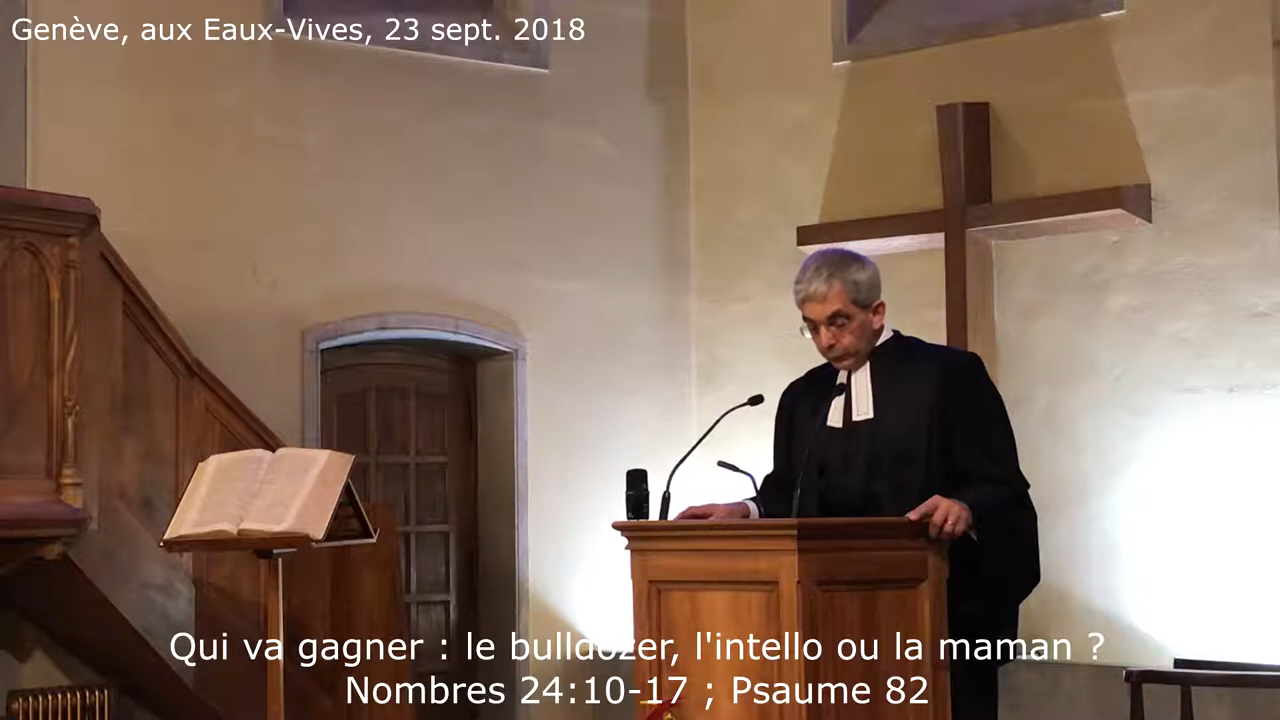 Genève, aux Eaux-Vives, 23 sept. 2018
Qui va gagner : le bulldozer, l'intello ou la maman ?
Nombres 24:10-17 ; Psaume 82